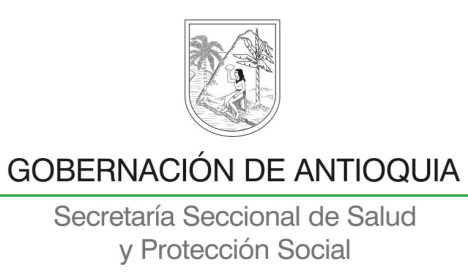 GOBERNACIÓN DE ANTIOQUIA
Secretaría Seccional de Salud
y Protección Social